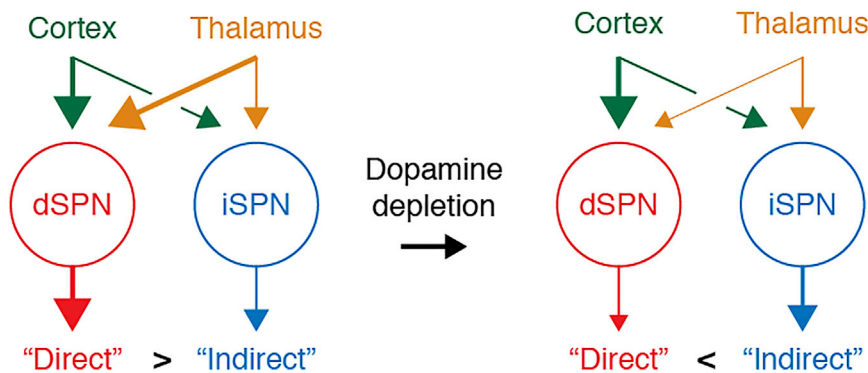 Cortex Thalamus
dSPN iSPN
"Direct" > "Indirect"
Dopamine
depletion
Cortex Thalamus
dSPN iSPN
"Direct" < "Indirect"